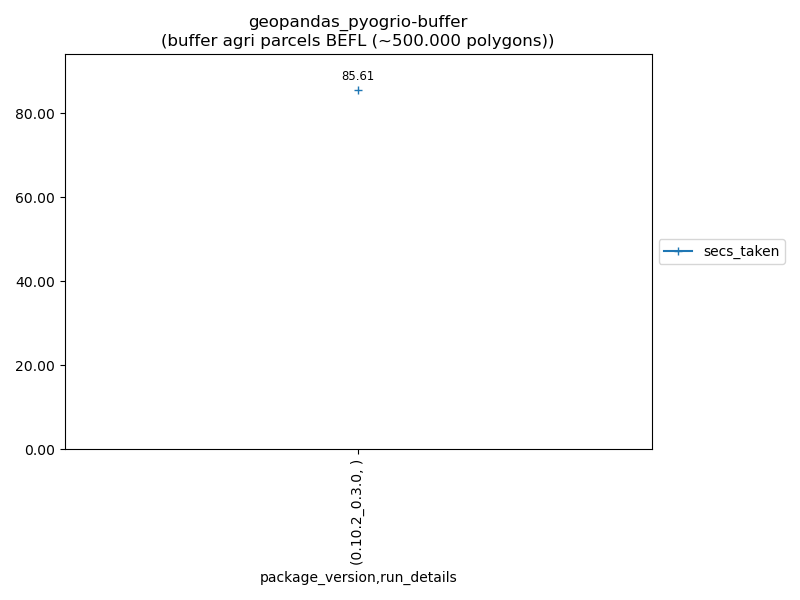 geopandas_pyogrio-buffer
(buffer agri parcels BEFL (~500.000 polygons))
85.61
80.00
60.00
40.00
20.00
0.00
secs_taken
(0.10.2_0.3.0, )
package_version,run_details